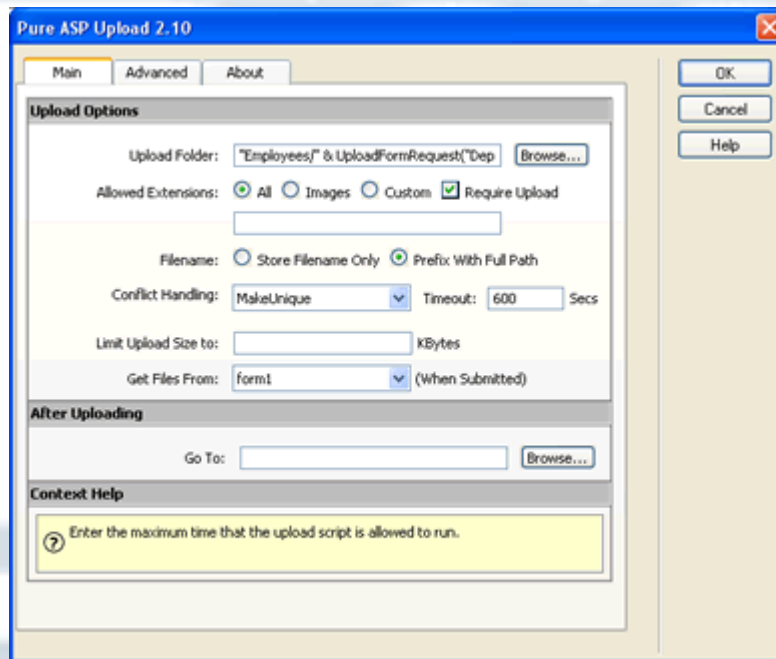 Pure ASP Upload 2.10
Main Advanced About
OK
Cancel
Help
Upload Options
Upload Folder: "Employees/" & UploadFormRequest("Dep Browse...
Allowed Extensions: All Images Custom Require Upload
Filename: Store Filename Only Prefix With Full Path
Conflict Handling: MakeUnique Timeout: 600 Secs
Limit Upload Size to: KBytes
Get Files From: form1 (When Submitted)
After Uploading
Go To: Browse...
Context Help
Enter the maximum time that the upload script is allowed to run.